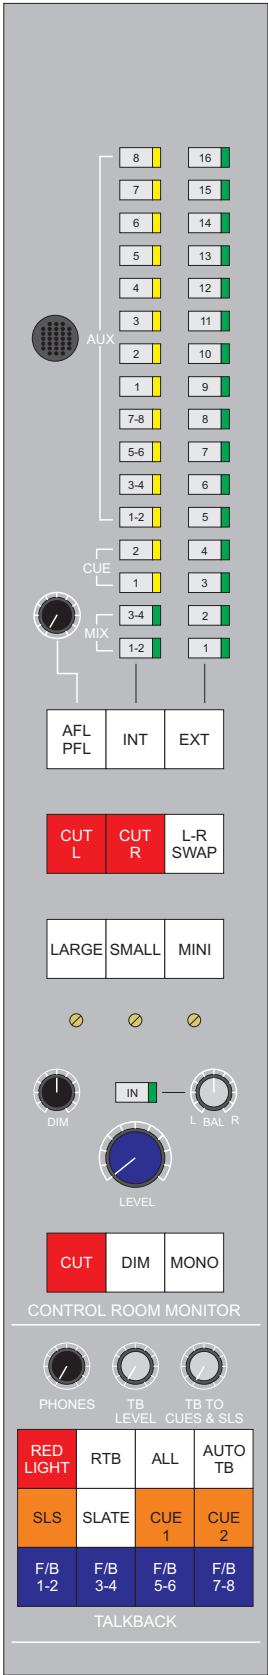 8 16
7 15
6 14
5 13
4 12
3 11
AUX
2 10
1 9
7-8 8
5-6 7
3-4 6
1-2 5
2 4
CUE
1 3
3-4 2
MIX
1-2 1
AFL
PFL
INT
EXT
CUT
L
CUT
R
L-R
SWAP
LARGE
SMALL
MINI
IN
DIM
L BAL R
LEVEL
CUT
DIM
MONO
CONTROL ROOM MONITOR
PHONES
TB
LEVEL
TB TO
CUES & SLS
RED
LIGHT
RTB
ALL
AUTO
TB
SLS
SLATE
CUE
1
CUE
2
F/B
1-2
F/B
3-4
F/B
5-6
F/B
7-8
TALKBACK